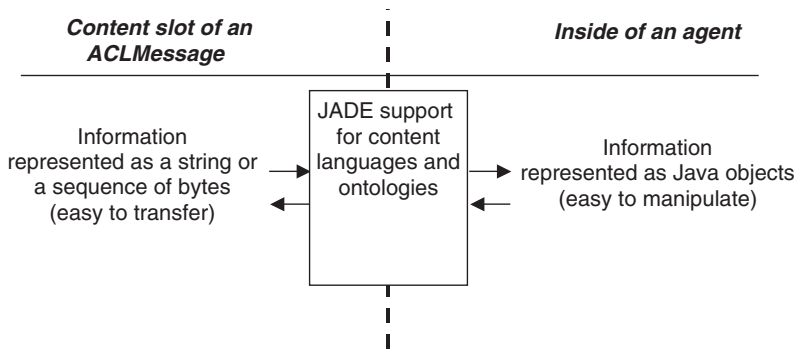 Content slot of an
ACLMessage
Inside of an agent
Information
represented as a string or
a sequence of bytes
(easy to transfer)
JADE support
for content
languages and
ontologies
Information
represented as Java objects
(easy to manipulate)